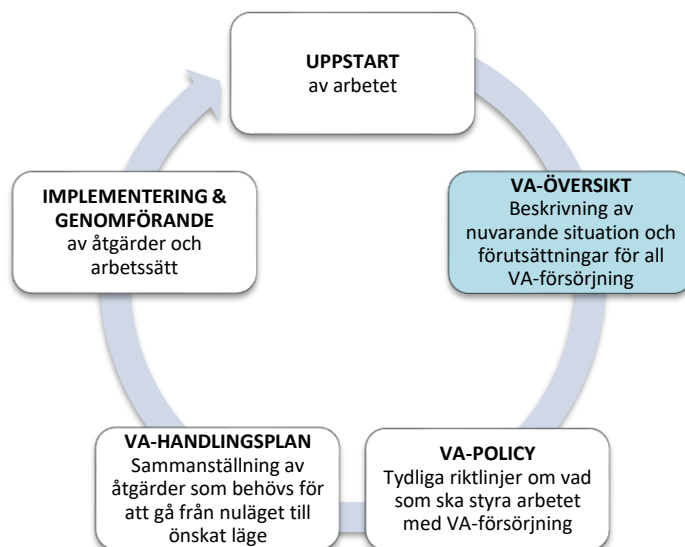 UPPSTART
av arbetet
VA-ÖVERSIKT
Beskrivning av
nuvarande situation och
förutsättningar för all
VA-försörjning
VA-POLICY
Tydliga riktlinjer om vad
som ska styra arbetet
med VA-försörjning
VA-HANDLINGSPLAN
Sammanställning av
åtgärder som behövs för
att gå från nuläget till
önskat läge
IMPLEMENTERING &
GENOMFÖRANDE
av åtgärder och
arbetssätt